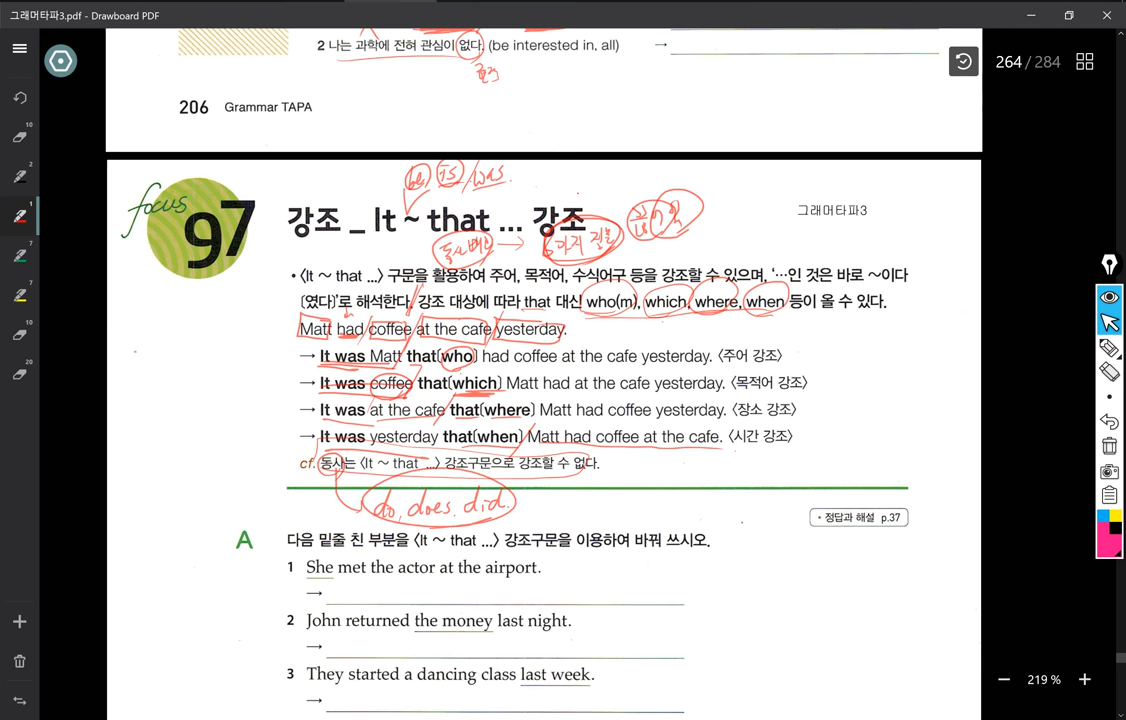 그래머타파3.pdf - Drawboard PDF
264 / 284
2 나는 과학에 전혀 관심이 없다. (be interested in, all) →
206 Grammar TAPA
be is/was.
focus 97
강조 _ It ~ that ... 강조
그래머타파3
• 〈It ~ that ...〉 구문을 활용하여 주어, 목적어, 수식어구 등을 강조할 수 있으며, '…인 것은 바로 ~이다
〔였다〕'로 해석한다. 강조 대상에 따라 that 대신 who(m), which, where, when 등이 올 수 있다.
Matt had coffee at the cafe yesterday.
→ It was Matt that〔who〕 had coffee at the cafe yesterday. 〈주어 강조〉
→ It was coffee that〔which〕 Matt had at the cafe yesterday. 〈목적어 강조〉
→ It was at the cafe that〔where〕 Matt had coffee yesterday. 〈장소 강조〉
→ It was yesterday that〔when〕 Matt had coffee at the cafe. 〈시간 강조〉
cf. 동사는 〈It ~ that ...〉 강조구문으로 강조할 수 없다.
do, does, did.
• 정답과 해설 p.37
A 다음 밑줄 친 부분을 〈It ~ that ...〉 강조구문을 이용하여 바꿔 쓰시오.
1 She met the actor at the airport.
→
2 John returned the money last night.
→
3 They started a dancing class last week.
→
219 %